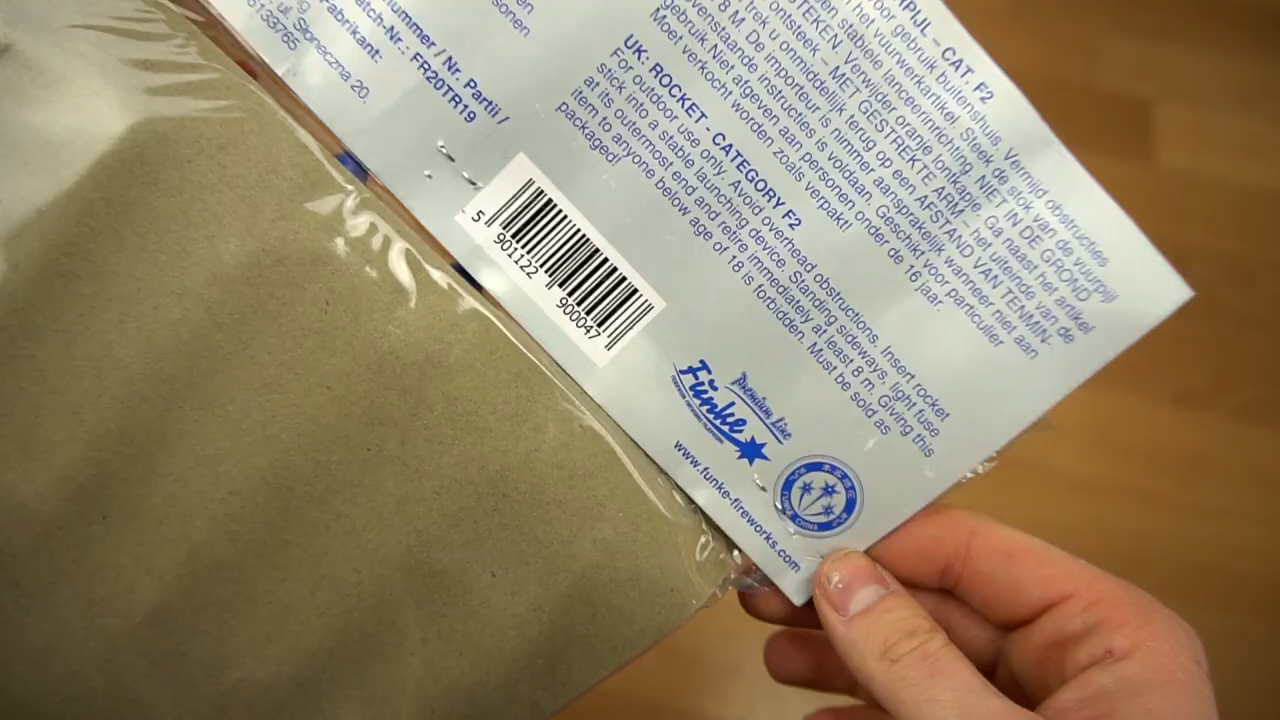 onen.
ummer / Nr. Partii /
atch-Nr.: FR20TR19
Fabrikant:
ul. Słoneczna 20,
6133765
PIJL – CAT. F2
oor gebruik buitenshuis. Vermijd obstructies
het vuurwerkartikel. Steek de stok van de vuurpijl
een stabiele lanceerinrichting. NIET IN DE GROND
TEKEN. Verwijder oranje lontkapje. Ga naast het artikel
ontsteek – MET GESTREKTE ARM – het uiteinde van de
trek u onmiddellijk terug op een AFSTAND VAN TENMIN-
8 M. De importeur is nimmer aansprakelijk wanneer niet aan
venstaande instructies is voldaan. Geschikt voor particulier
gebruik. Niet afgeven aan personen onder de 16 jaar.
Moet verkocht worden zoals verpakt!
UK: ROCKET - CATEGORY F2
For outdoor use only. Avoid overhead obstructions. Insert rocket
stick into a stable launching device. Standing sideways, light fuse
at its outermost end and retire immediately at least 8 m. Giving this
item to anyone below age of 18 is forbidden. Must be sold as
packaged!
5 901122 900047
Premium Line
Funke
www.funke-fireworks.com
FUNKE CHINA